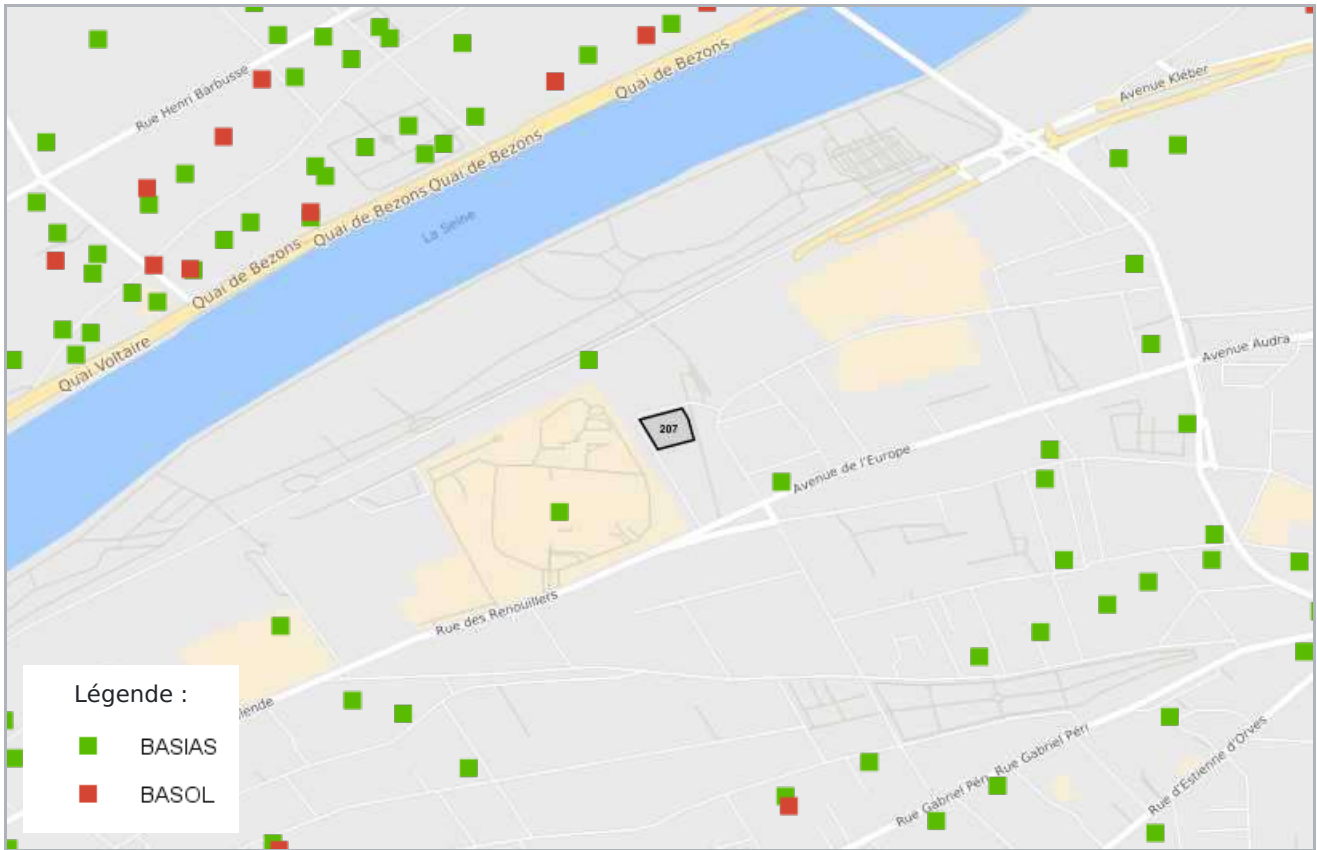 Quai de Bezons
Avenue Kléber
Rue Henri Barbusse
Quai de Bezons
Quai de Bezons
La Seine
Quai de Bezons
Quai Voltaire
Avenue Audra
207
Avenue de l'Europe
Rue des Renouillers
lende
Légende :
BASIAS
BASOL
Rue Gabriel Péri
Rue Gabriel Péri
Rue d'Estienne d'Orves